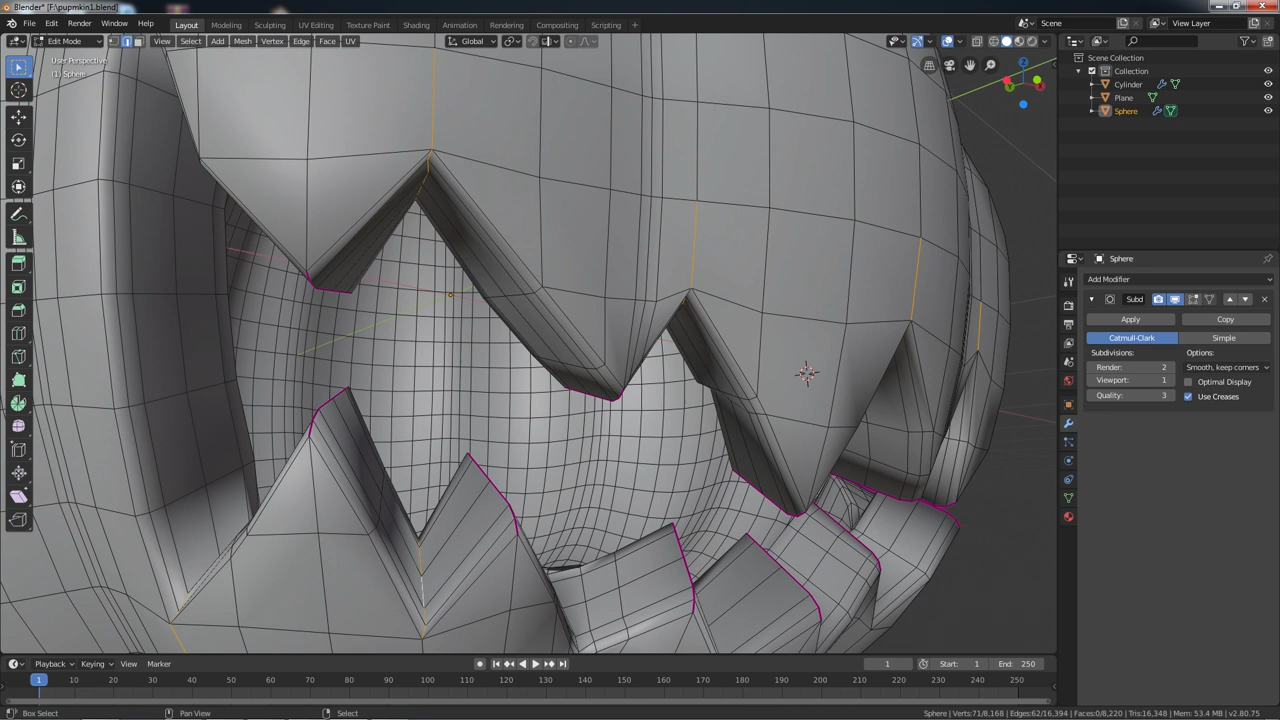 Blender* [F:\pupmkin1.blend]
File Edit Render Window Help Layout Modeling Sculpting UV Editing Texture Paint Shading Animation Rendering Compositing Scripting Scene View Layer
Edit Mode View Select Add Mesh Vertex Edge Face UV Global
User Perspective
(1) Sphere
Z
Y
X
Scene Collection
Collection
Cylinder
Plane
Sphere
Sphere
Add Modifier
Subd
Apply Copy
Catmull-Clark Simple
Subdivisions: Options:
Render: 2 Smooth, keep corners
Viewport: 1 Optimal Display
Quality: 3 Use Creases
Playback Keying View Marker 1 Start: 1 End: 250
1 10 20 30 40 50 60 70 80 90 100 110 120 130 140 150 160 170 180 190 200 210 220 230 240 250
Box Select Pan View Select Sphere | Verts:71/8,168 | Edges:62/16,394 | Faces:0/8,220 | Tris:16,348 | Mem: 53.4 MB | v2.80.75